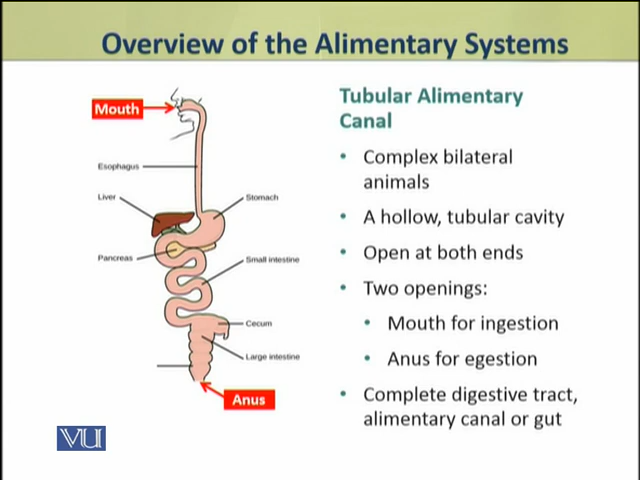 Overview of the Alimentary Systems
Mouth
Esophagus
Liver
Stomach
Pancreas
Small intestine
Cecum
Large intestine
Anus
VU
Tubular Alimentary
Canal
• Complex bilateral
animals
• A hollow, tubular cavity
• Open at both ends
• Two openings:
• Mouth for ingestion
• Anus for egestion
• Complete digestive tract,
alimentary canal or gut